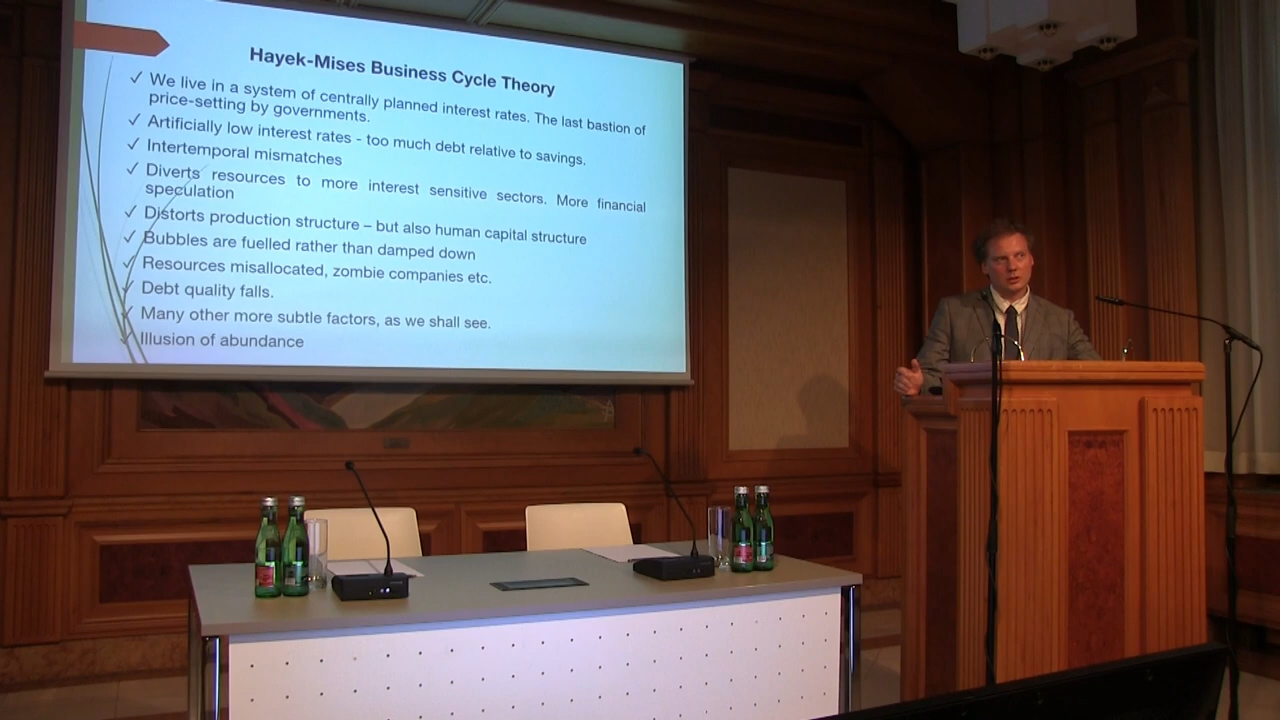 Hayek-Mises Business Cycle Theory
✓ We live in a system of centrally planned interest rates. The last bastion of
price-setting by governments.
✓ Artificially low interest rates - too much debt relative to savings.
✓ Intertemporal mismatches
✓ Diverts resources to more interest sensitive sectors. More financial
speculation
✓ Distorts production structure – but also human capital structure
✓ Bubbles are fuelled rather than damped down
✓ Resources misallocated, zombie companies etc.
✓ Debt quality falls.
✓ Many other more subtle factors, as we shall see.
✓ Illusion of abundance